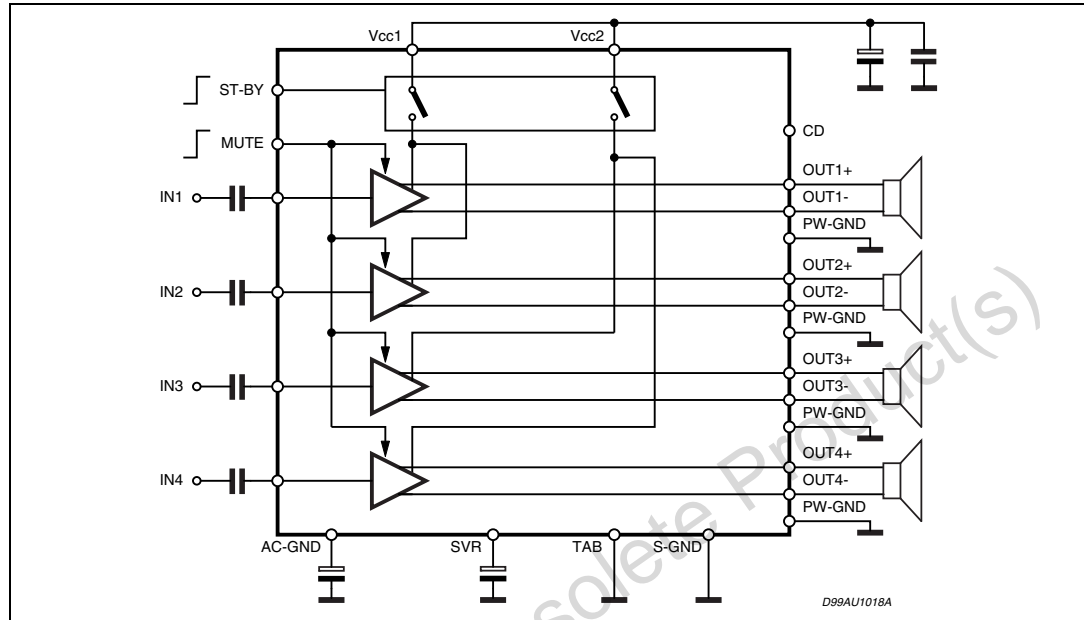 Vcc1
Vcc2
ST-BY
MUTE
CD
IN1
OUT1+
OUT1-
PW-GND
IN2
OUT2+
OUT2-
PW-GND
IN3
OUT3+
OUT3-
PW-GND
IN4
OUT4+
OUT4-
PW-GND
AC-GND
SVR
TAB
S-GND
D99AU1018A
solete Product(s)